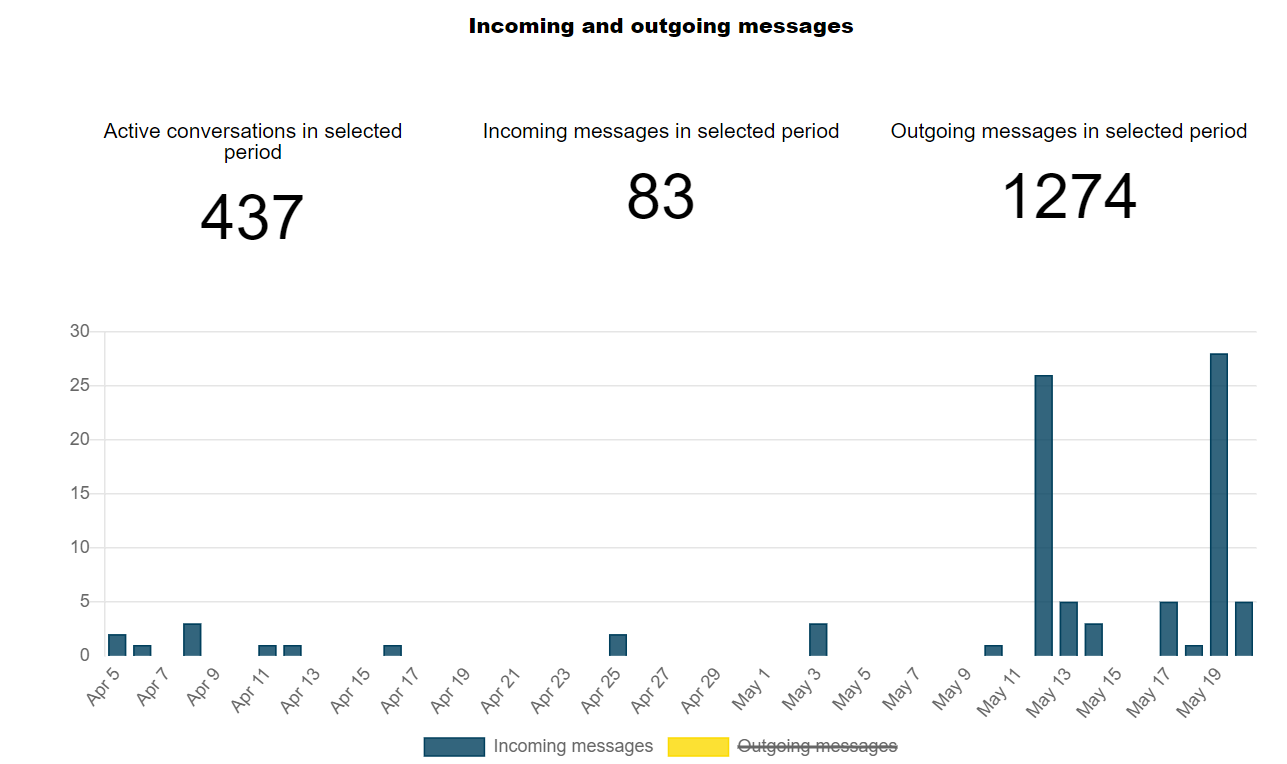 Incoming and outgoing messages
Active conversations in selected
period
437
Incoming messages in selected period
83
Outgoing messages in selected period
1274
30
25
20
15
10
5
0
Apr 5
Apr 7
Apr 9
Apr 11
Apr 13
Apr 15
Apr 17
Apr 19
Apr 21
Apr 23
Apr 25
Apr 27
Apr 29
May 1
May 3
May 5
May 7
May 9
May 11
May 13
May 15
May 17
May 19
Incoming messages
Outgoing messages